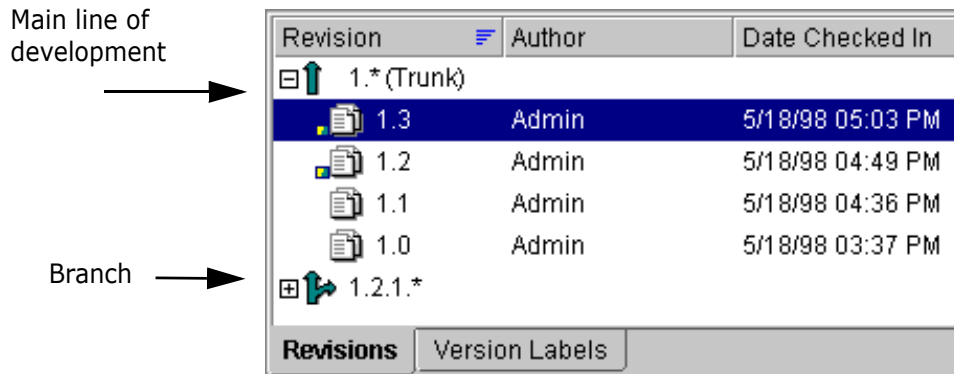 Main line of
development
Revision Author Date Checked In
1.* (Trunk)
1.3 Admin 5/18/98 05:03 PM
1.2 Admin 5/18/98 04:49 PM
1.1 Admin 5/18/98 04:36 PM
1.0 Admin 5/18/98 03:37 PM
Branch
1.2.1.*
Revisions Version Labels